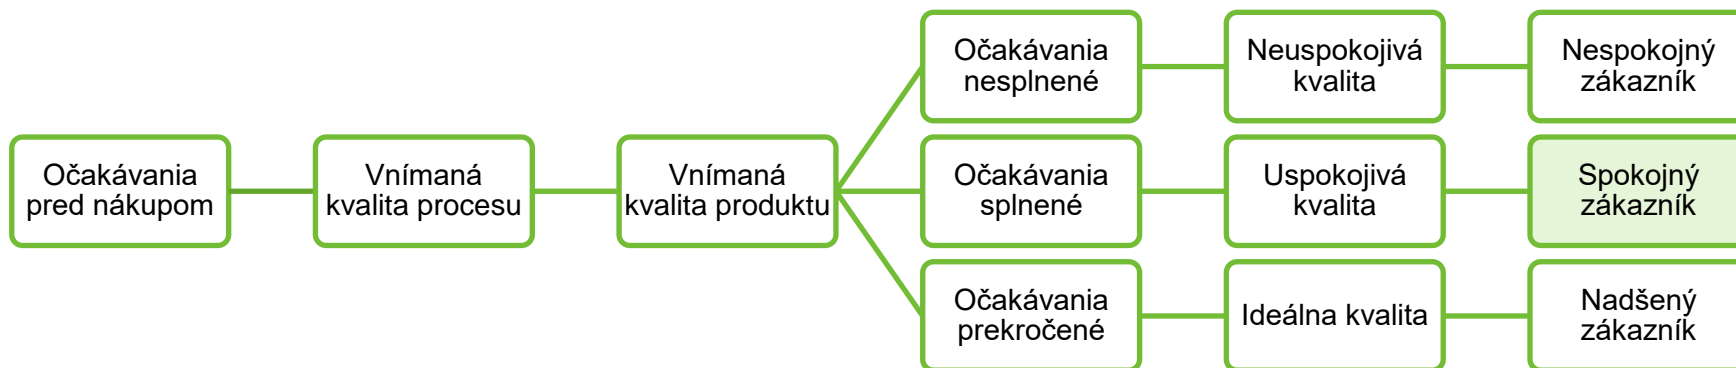 Očakávania
pred nákupom
Vnímaná
kvalita procesu
Vnímaná
kvalita produktu
Očakávania
nesplnené
Neuspokojivá
kvalita
Nespokojný
zákazník
Očakávania
splnené
Uspokojivá
kvalita
Spokojný
zákazník
Očakávania
prekročené
Ideálna kvalita
Nadšený
zákazník